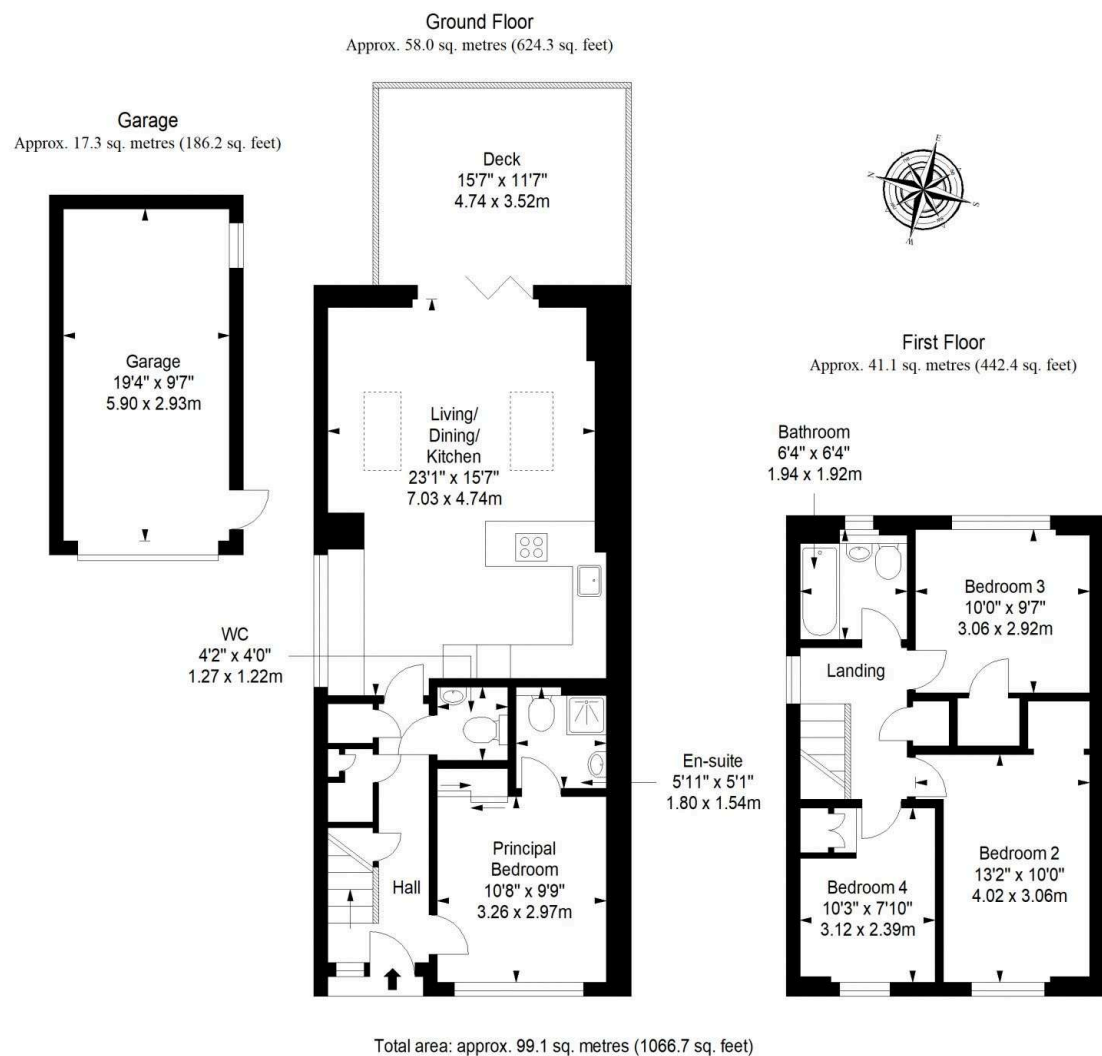 Ground Floor
Approx. 58.0 sq. metres (624.3 sq. feet)
Garage
Approx. 17.3 sq. metres (186.2 sq. feet)
Deck
15'7" x 11'7"
4.74 x 3.52m
E
N
S
W
Garage
19'4" x 9'7"
5.90 x 2.93m
Living/
Dining/
Kitchen
23'1" x 15'7"
7.03 x 4.74m
WC
4'2" x 4'0"
1.27 x 1.22m
En-suite
5'11" x 5'1"
1.80 x 1.54m
Principal
Bedroom
10'8" x 9'9"
3.26 x 2.97m
Hall
First Floor
Approx. 41.1 sq. metres (442.4 sq. feet)
Bathroom
6'4" x 6'4"
1.94 x 1.92m
Bedroom 3
10'0" x 9'7"
3.06 x 2.92m
Landing
Bedroom 2
13'2" x 10'0"
4.02 x 3.06m
Bedroom 4
10'3" x 7'10"
3.12 x 2.39m
Total area: approx. 99.1 sq. metres (1066.7 sq. feet)